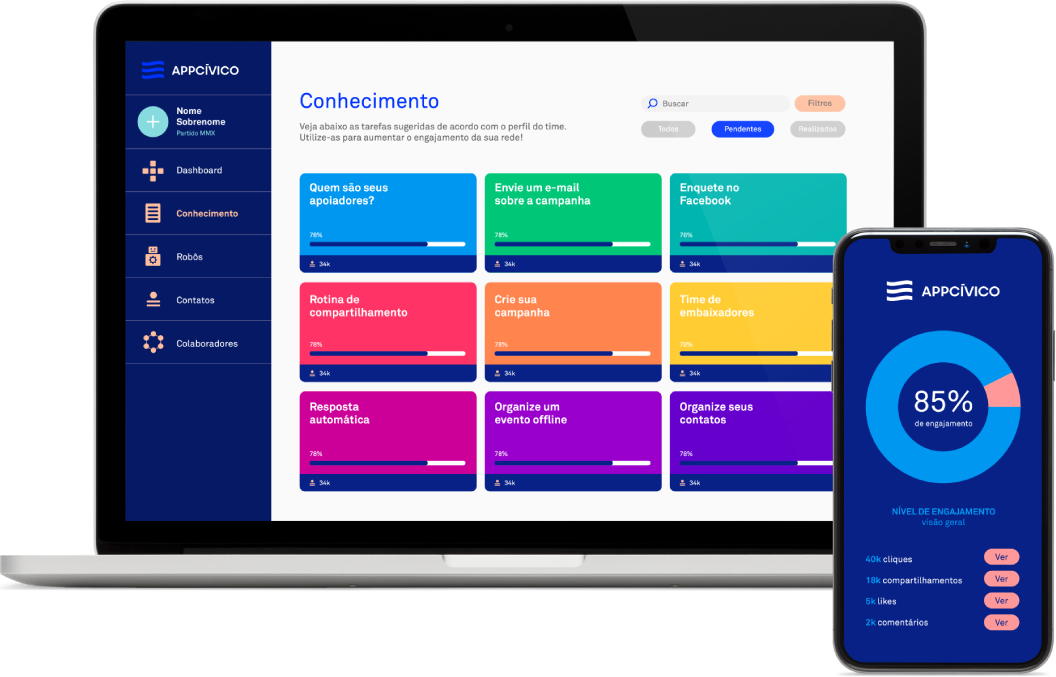 APPCÍVICO
Nome
Sobrenome
Partido MMX
Dashboard
Conhecimento
Robôs
Contatos
Colaboradores
Conhecimento
Veja abaixo as tarefas sugeridas de acordo com o perfil do time.
Utilize-as para aumentar o engajamento da sua rede!
Buscar
Filtros
Todos
Pendentes
Realizados
Quem são seus
apoiadores?
78%
34k
Envie um e-mail
sobre a campanha
78%
34k
Enquete no
Facebook
78%
34k
Rotina de
compartilhamento
78%
34k
Crie sua
campanha
78%
34k
Time de
embaixadores
78%
34k
Resposta
automática
78%
34k
Organize um
evento offline
78%
34k
Organize seus
contatos
78%
34k
APPCÍVICO
85%
de engajamento
NÍVEL DE ENGAJAMENTO
visão geral
40k cliques
Ver
18k compartilhamentos
Ver
5k likes
Ver
2k comentários
Ver